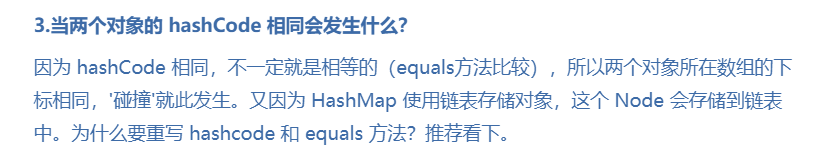 3.当两个对象的 hashCode 相同会发生什么？
因为 hashCode 相同，不一定就是相等的（equals方法比较），所以两个对象所在数组的下
标相同，'碰撞'就此发生。又因为 HashMap 使用链表存储对象，这个 Node 会存储到链表
中。为什么要重写 hashcode 和 equals 方法？推荐看下。